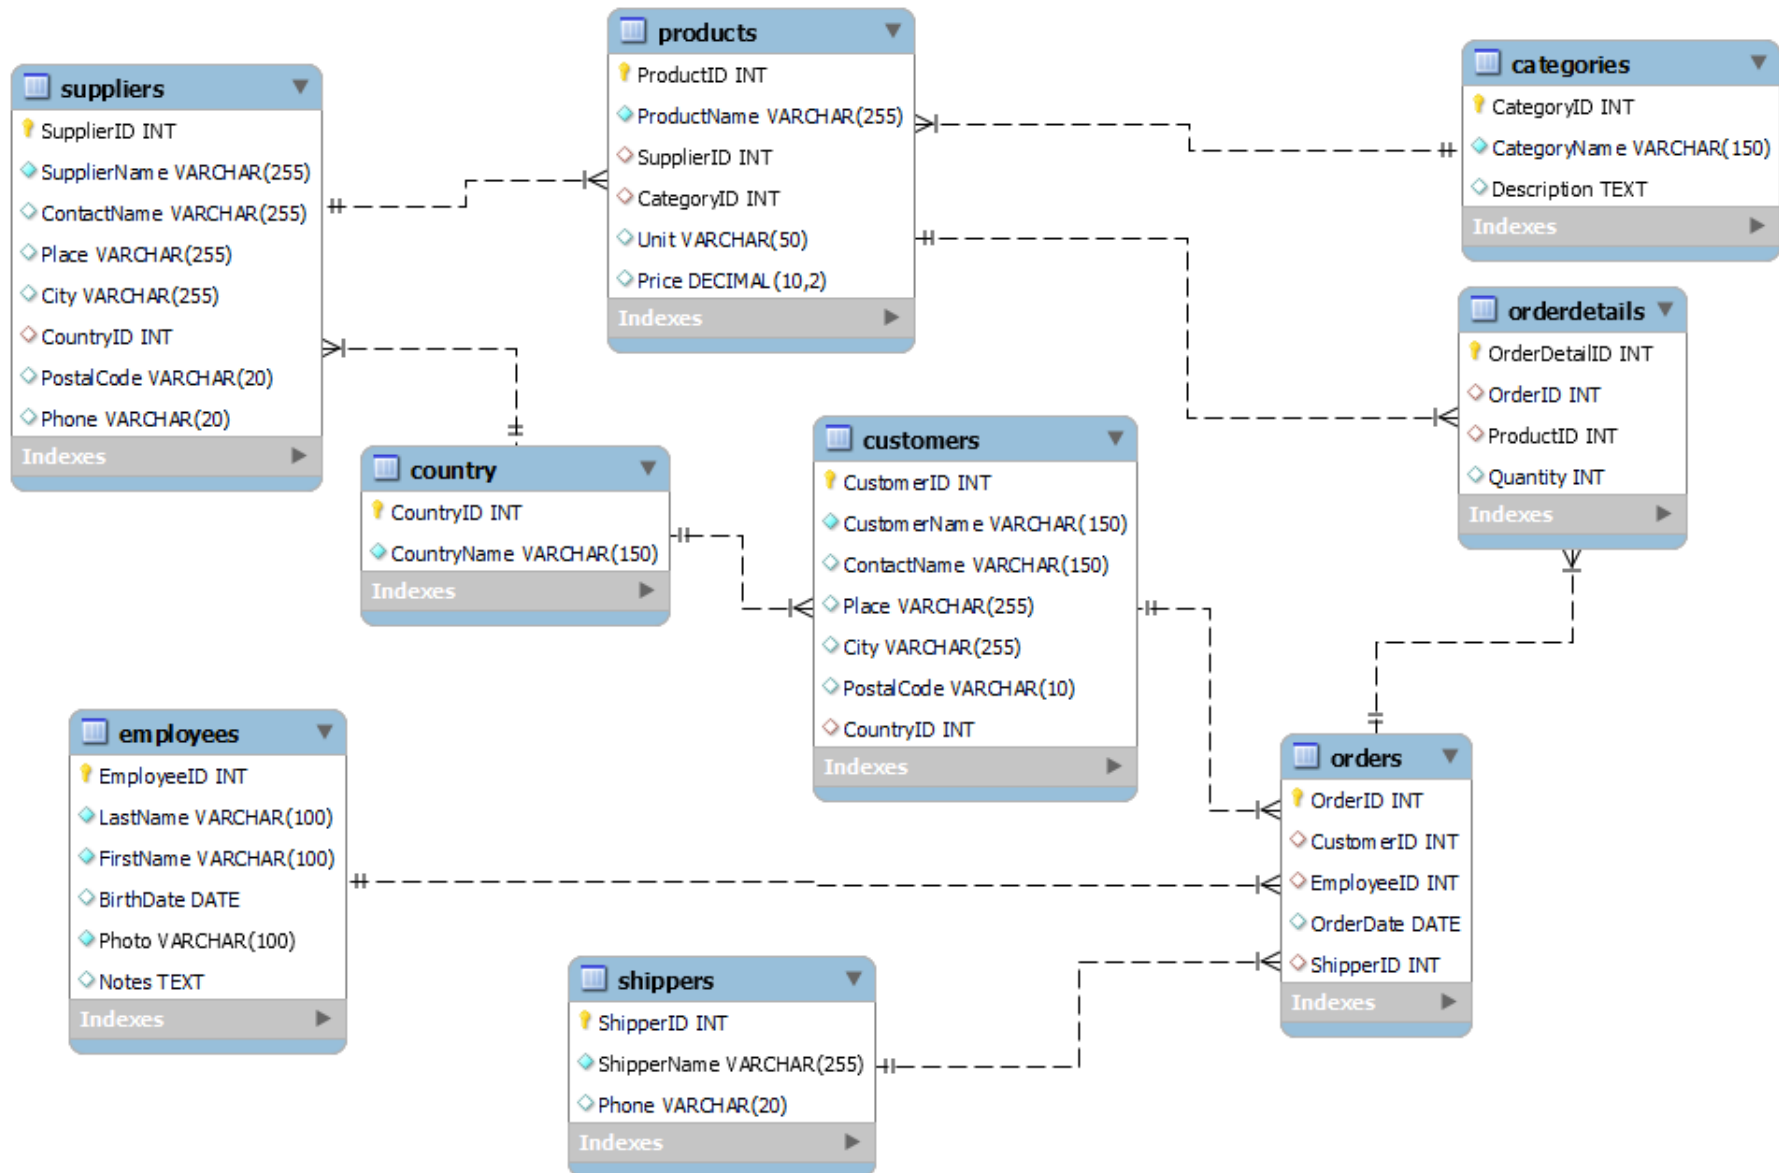 suppliers
SupplierID INT
SupplierName VARCHAR(255)
ContactName VARCHAR(255)
Place VARCHAR(255)
City VARCHAR(255)
CountryID INT
PostalCode VARCHAR(20)
Phone VARCHAR(20)
Indexes
products
ProductID INT
ProductName VARCHAR(255)
SupplierID INT
CategoryID INT
Unit VARCHAR(50)
Price DECIMAL(10,2)
Indexes
categories
CategoryID INT
CategoryName VARCHAR(150)
Description TEXT
Indexes
orderdetails
OrderDetailID INT
OrderID INT
ProductID INT
Quantity INT
Indexes
country
CountryID INT
CountryName VARCHAR(150)
Indexes
customers
CustomerID INT
CustomerName VARCHAR(150)
ContactName VARCHAR(150)
Place VARCHAR(255)
City VARCHAR(255)
PostalCode VARCHAR(10)
CountryID INT
Indexes
employees
EmployeeID INT
LastName VARCHAR(100)
FirstName VARCHAR(100)
BirthDate DATE
Photo VARCHAR(100)
Notes TEXT
Indexes
orders
OrderID INT
CustomerID INT
EmployeeID INT
OrderDate DATE
ShipperID INT
Indexes
shippers
ShipperID INT
ShipperName VARCHAR(255)
Phone VARCHAR(20)
Indexes